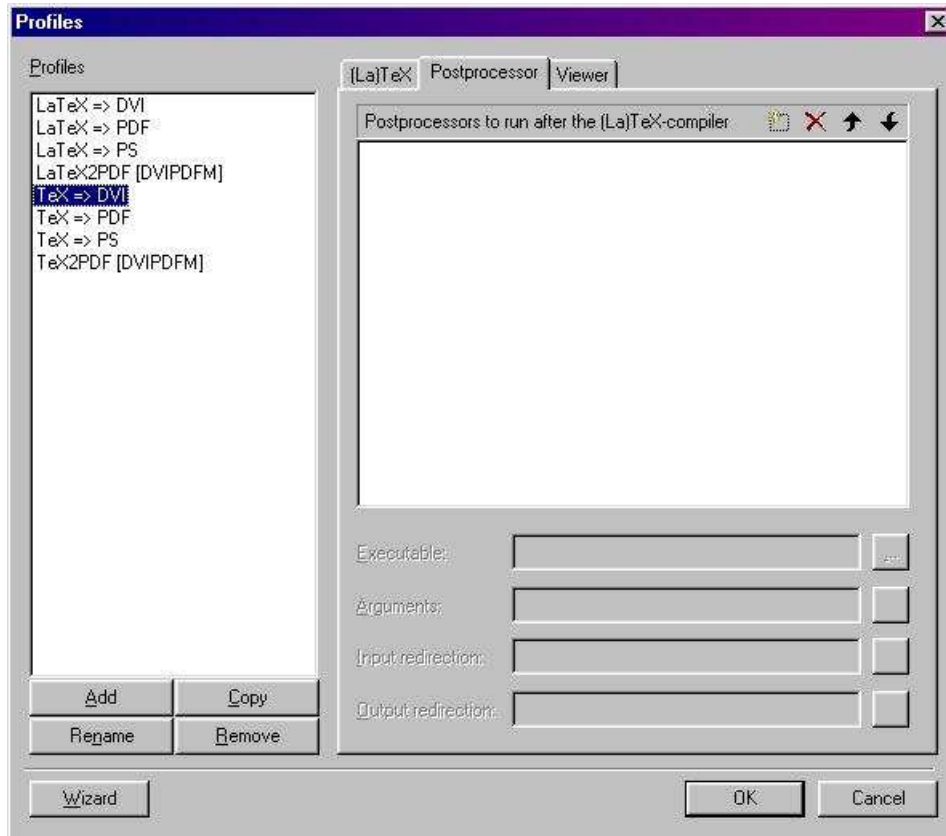 Profiles
Profiles
LaTeX => DVI
LaTeX => PDF
LaTeX => PS
LaTeX2PDF [DVIPDFM]
TeX => DVI
TeX => PDF
TeX => PS
TeX2PDF [DVIPDFM]
Add
Copy
Rename
Remove
(La)TeX
Postprocessor
Viewer
Postprocessors to run after the (La)TeX-compiler
Executable:
...
Arguments:
Input redirection:
Output redirection:
Wizard
OK
Cancel